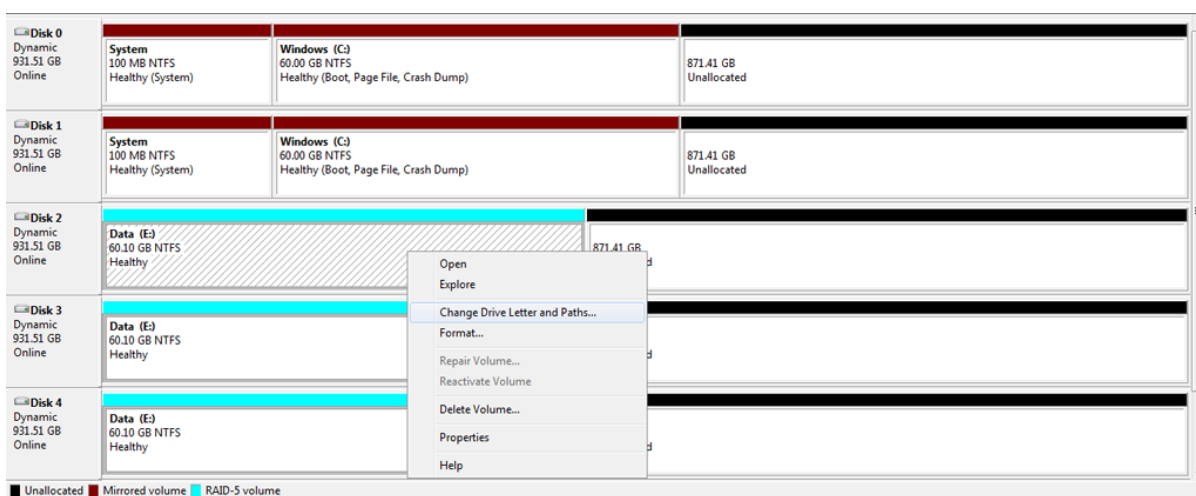 Disk 0
Dynamic
931.51 GB
Online
System
100 MB NTFS
Healthy (System)
Windows (C:)
60.00 GB NTFS
Healthy (Boot, Page File, Crash Dump)
871.41 GB
Unallocated
Disk 1
Dynamic
931.51 GB
Online
System
100 MB NTFS
Healthy (System)
Windows (C:)
60.00 GB NTFS
Healthy (Boot, Page File, Crash Dump)
871.41 GB
Unallocated
Disk 2
Dynamic
931.51 GB
Online
Data (E:)
60.10 GB NTFS
Healthy
871.41 GB
d
Open
Explore
Change Drive Letter and Paths...
Format...
Repair Volume...
Reactivate Volume
Delete Volume...
Properties
Help
Disk 3
Dynamic
931.51 GB
Online
Data (E:)
60.10 GB NTFS
Healthy
d
Disk 4
Dynamic
931.51 GB
Online
Data (E:)
60.10 GB NTFS
Healthy
d
Unallocated Mirrored volume RAID-5 volume